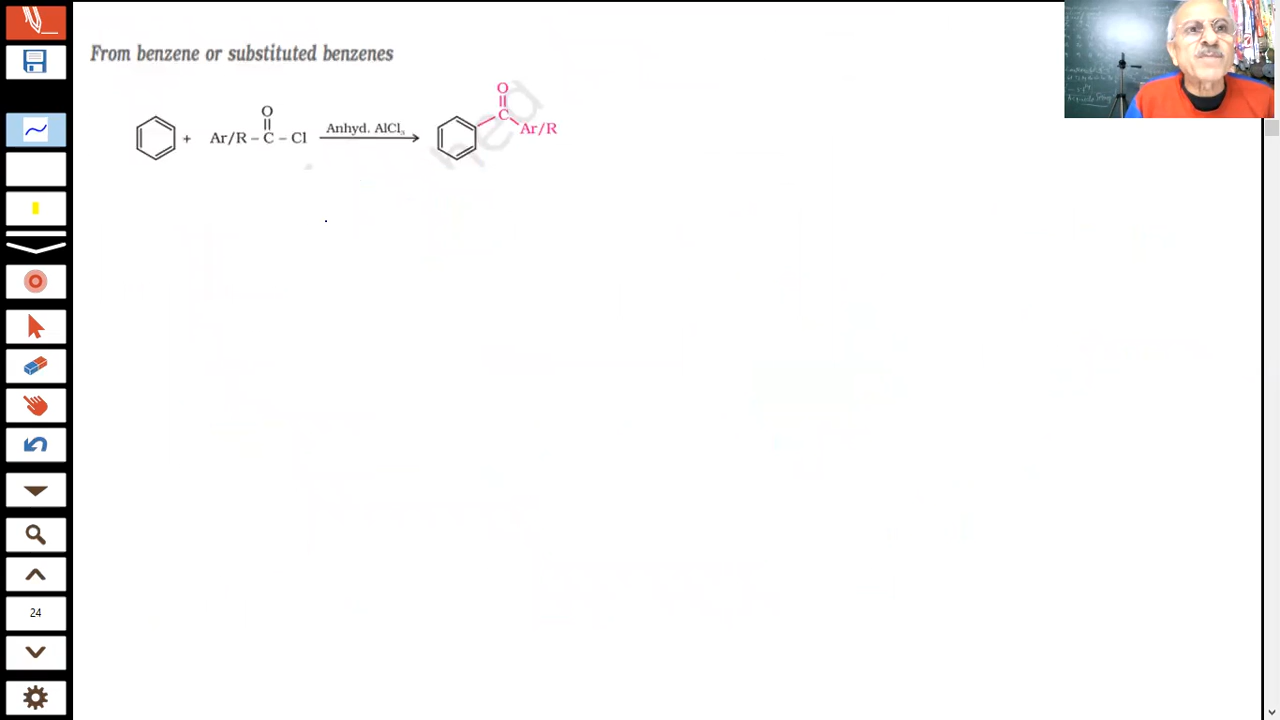 From benzene or substituted benzenes
O
Ar/R – C – Cl
+
Anhyd. AlCl₃
O
C
Ar/R
24